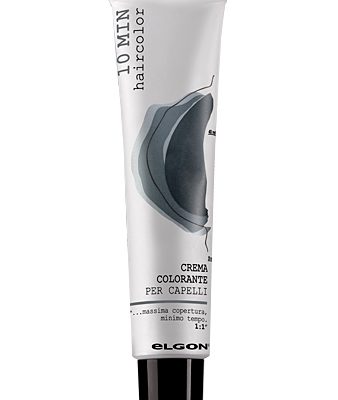 10 MIN
haircolor
CREMA
COLORANTE
PER CAPELLI
"...massima copertura,
minimo tempo.
1:1"
eLGON